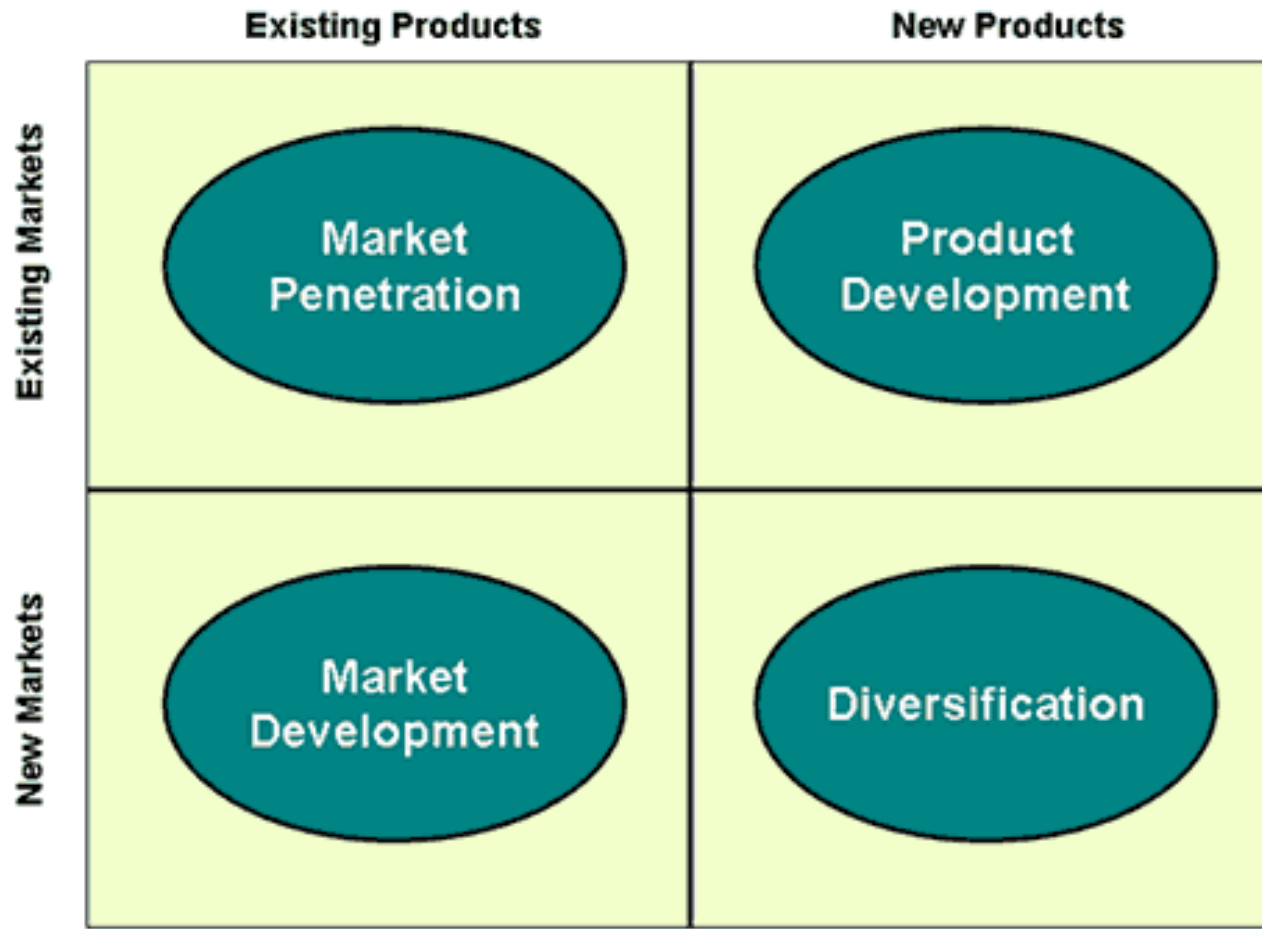 Existing Products
New Products
Existing Markets
Market
Penetration
Product
Development
New Markets
Market
Development
Diversification